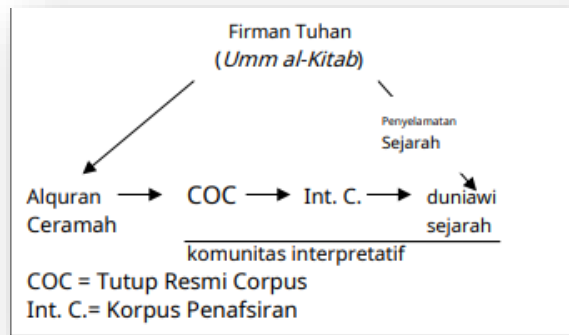 Firman Tuhan
(Umm al-Kitab)
Penyelamatan
Sejarah
Alquran COC Int. C. duniawi
Ceramah sejarah
komunitas interpretatif
COC = Tutup Resmi Corpus
Int. C.= Korpus Penafsiran